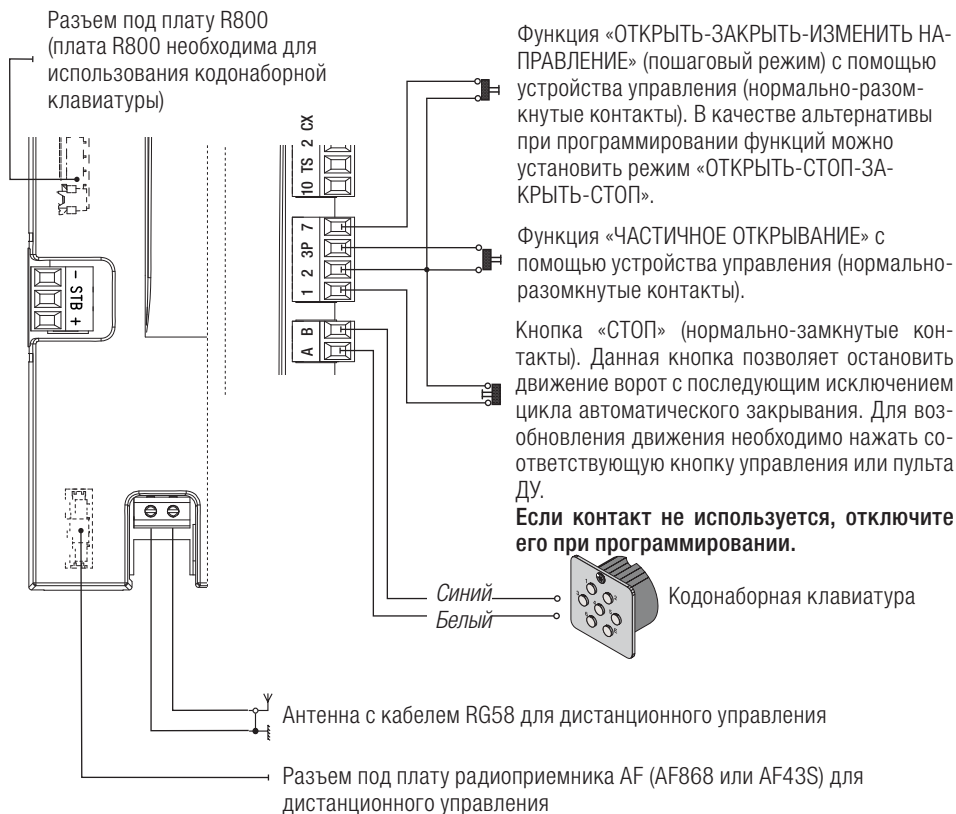 Разъем под плату R800
(плата R800 необходима для
использования кодонаборной
клавиатуры)
Функция «ОТКРЫТЬ-ЗАКРЫТЬ-ИЗМЕНИТЬ НА-
ПРАВЛЕНИЕ» (пошаговый режим) с помощью
устройства управления (нормально-разом-
кнутые контакты). В качестве альтернативы
при программировании функций можно
установить режим «ОТКРЫТЬ-СТОП-ЗА-
КРЫТЬ-СТОП».
10 TS 2 CX
1 2 3P 7
A B
- STB +
Функция «ЧАСТИЧНОЕ ОТКРЫВАНИЕ» с
помощью устройства управления (нормально-
разомкнутые контакты).
Кнопка «СТОП» (нормально-замкнутые кон-
такты). Данная кнопка позволяет остановить
движение ворот с последующим исключением
цикла автоматического закрывания. Для воз-
обновления движения необходимо нажать со-
ответствующую кнопку управления или пульта
ДУ.
Если контакт не используется, отключите
его при программировании.
Синий
Белый
Кодонаборная клавиатура
Антенна с кабелем RG58 для дистанционного управления
Разъем под плату радиоприемника AF (AF868 или AF43S) для
дистанционного управления